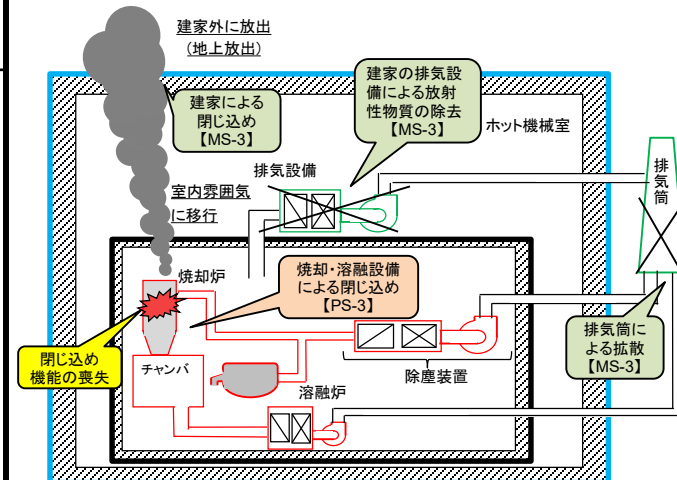 建家外に放出
(地上放出)
建家による
閉じ込め
【MS-3】
建家の排気設
備による放射
性物質の除去
【MS-3】
ホット機械室
排気設備
排気筒
室内雰囲気
に移行
焼却炉
焼却・溶融設備
による閉じ込め
【PS-3】
閉じ込め
機能の喪失
チャンバ
溶融炉
除塵装置
排気筒に
よる拡散
【MS-3】